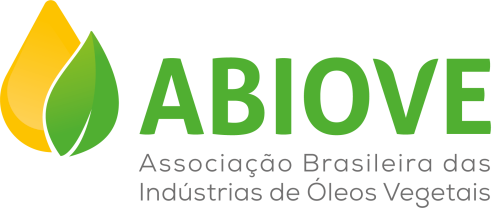 ABIOVE
Associação Brasileira das
Indústrias de Óleos Vegetais